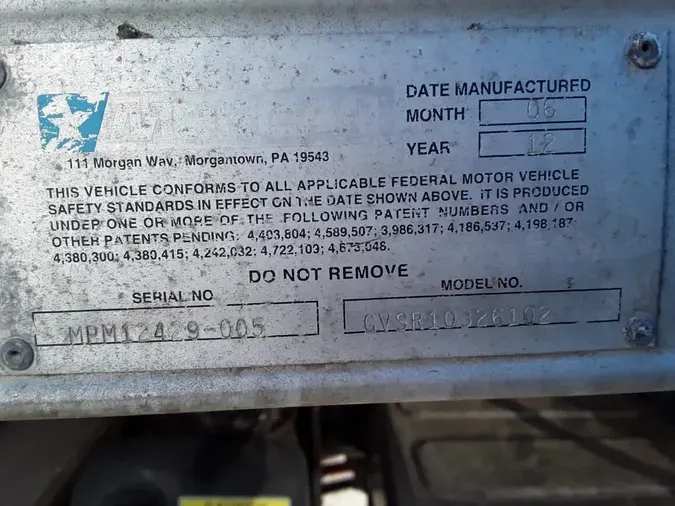 DATE MANUFACTURED
MONTH 06
YEAR 12
111 Morgan Way, Morgantown, PA 19543
THIS VEHICLE CONFORMS TO ALL APPLICABLE FEDERAL MOTOR VEHICLE
SAFETY STANDARDS IN EFFECT ON THE DATE SHOWN ABOVE. IT IS PRODUCED
UNDER ONE OR MORE OF THE FOLLOWING PATENT NUMBERS AND / OR
OTHER PATENTS PENDING: 4,403,804; 4,589,507; 3,986,317; 4,186,537; 4,198,187;
4,380,300; 4,380,415; 4,242,032; 4,722,103; 4,673,048.
DO NOT REMOVE
SERIAL NO MODEL NO.
MPM12429-005 GVSR10326102